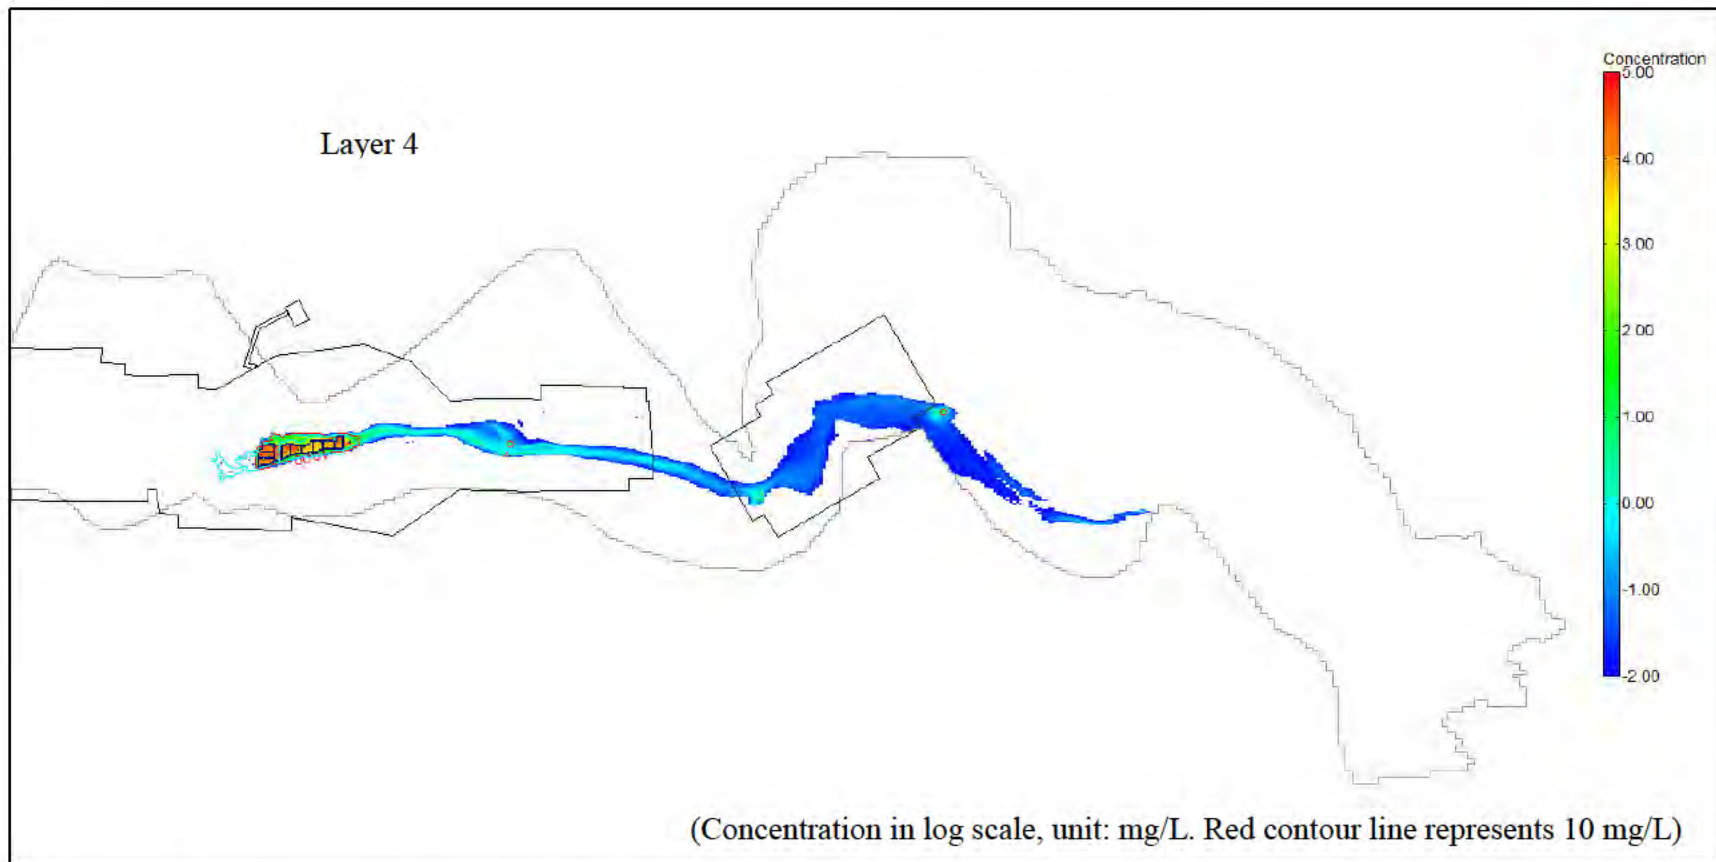 Concentration
5.00
Layer 4
4.00
3.00
2.00
1.00
0.00
-1.00
-2.00
(Concentration in log scale, unit: mg/L. Red contour line represents 10 mg/L)